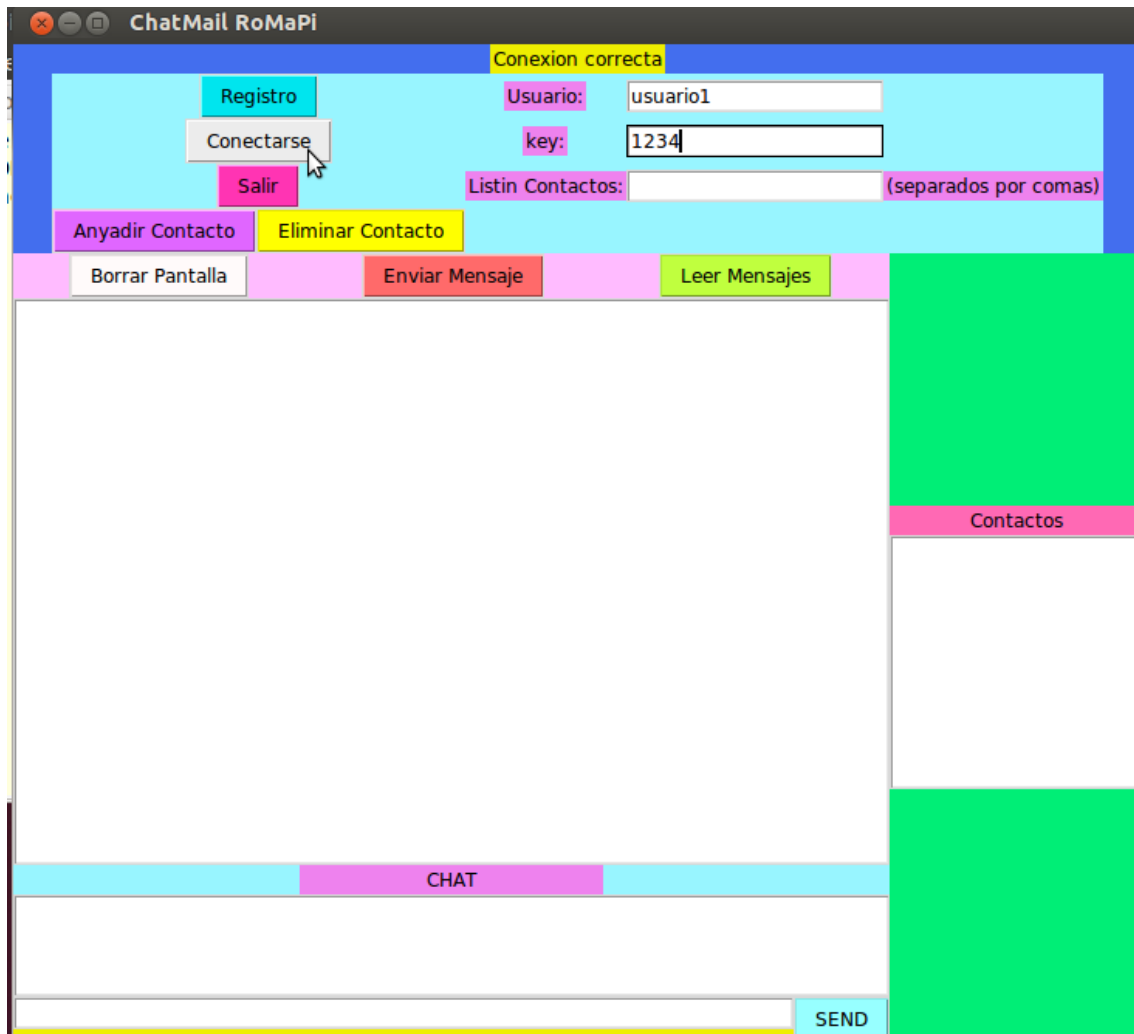 ChatMail RoMaPi
Conexion correcta
Registro Usuario: usuario1
Conectarse key: 1234
Salir Listin Contactos: (separados por comas)
Anyadir Contacto Eliminar Contacto
Borrar Pantalla Enviar Mensaje Leer Mensajes
Contactos
CHAT
SEND